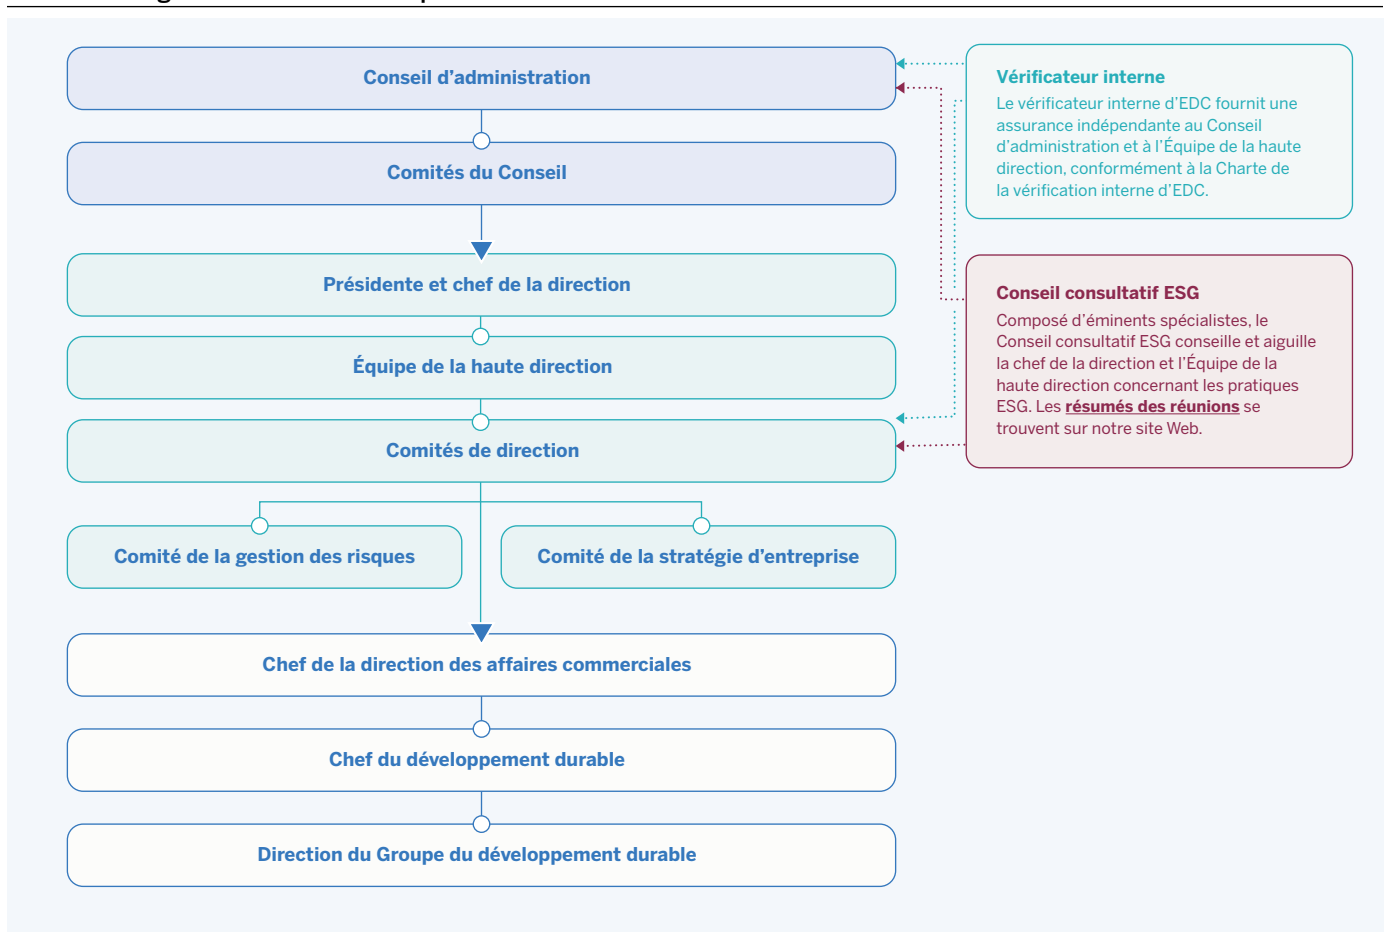 Conseil d'administration
Comités du Conseil
Présidente et chef de la direction
Équipe de la haute direction
Comités de direction
Comité de la gestion des risques
Comité de la stratégie d'entreprise
Chef de la direction des affaires commerciales
Chef du développement durable
Direction du Groupe du développement durable
Vérificateur interne
Le vérificateur interne d'EDC fournit une
assurance indépendante au Conseil
d'administration et à l'Équipe de la haute
direction, conformément à la Charte de
la vérification interne d'EDC.
Conseil consultatif ESG
Composé d'éminents spécialistes, le
Conseil consultatif ESG conseille et aiguille
la chef de la direction et l'Équipe de la
haute direction concernant les pratiques
ESG. Les résumés des réunions se
trouvent sur notre site Web.